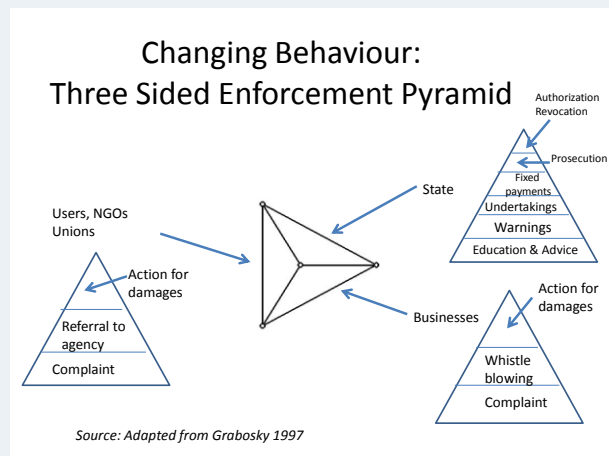 Changing Behaviour:
Three Sided Enforcement Pyramid
Authorization
Revocation
Prosecution
Fixed
payments
Undertakings
Warnings
Education & Advice
State
Users, NGOs
Unions
Action for
damages
Referral to
agency
Complaint
Businesses
Action for
damages
Whistle
blowing
Complaint
Source: Adapted from Grabosky 1997